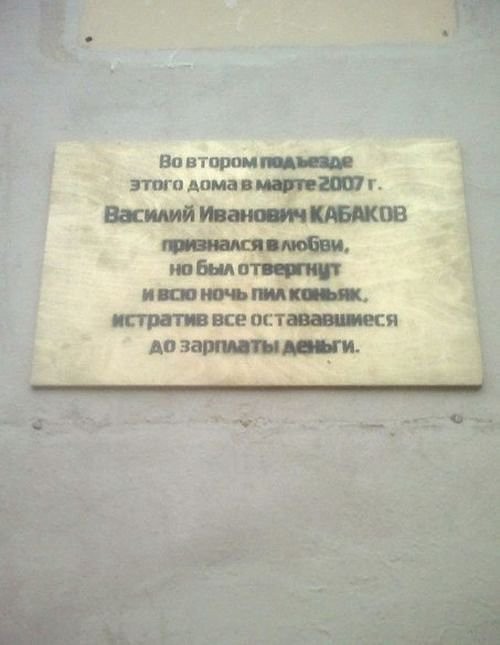 Во втором подъезде
этого дома в марте 2007 г.
Василий Иванович КАБАКОВ
признался в любви,
но был отвергнут
и всю ночь пил коньяк,
истратив все остававшиеся
до зарплаты деньги.